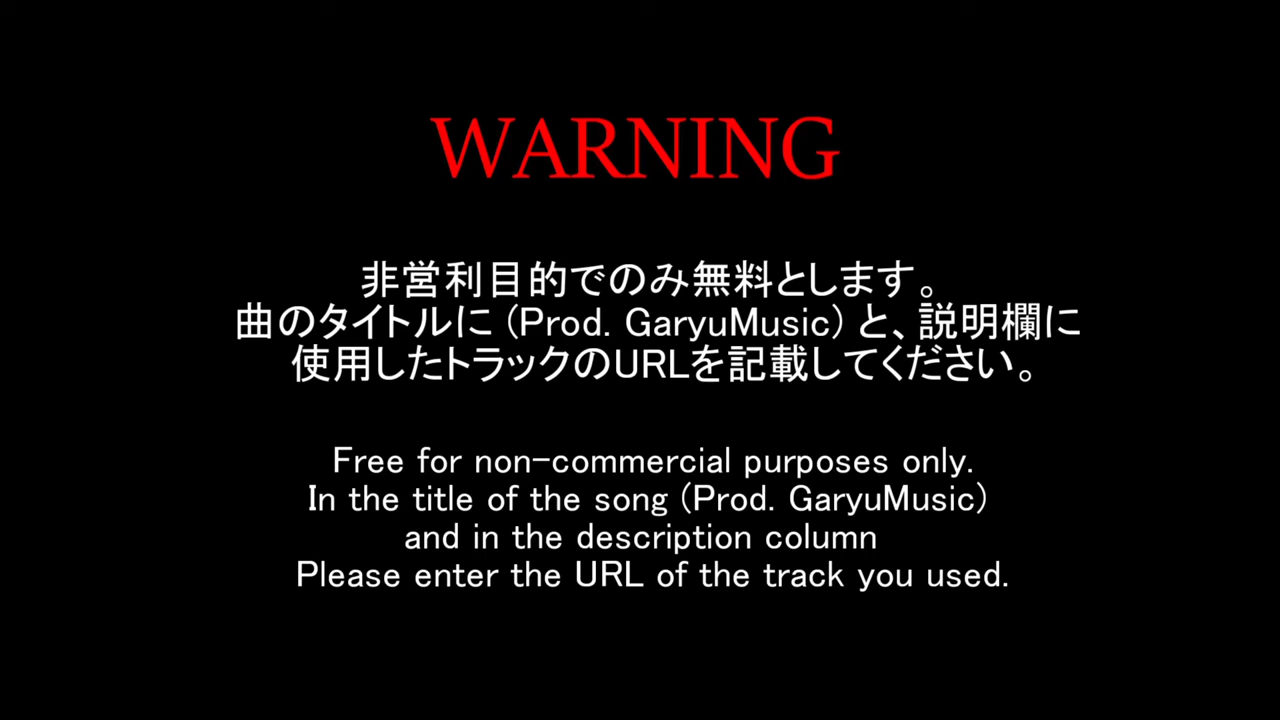 WARNING
非営利目的でのみ無料とします。
曲のタイトルに (Prod. GaryuMusic) と、説明欄に
使用したトラックのURLを記載してください。
Free for non-commercial purposes only.
In the title of the song (Prod. GaryuMusic)
and in the description column
Please enter the URL of the track you used.